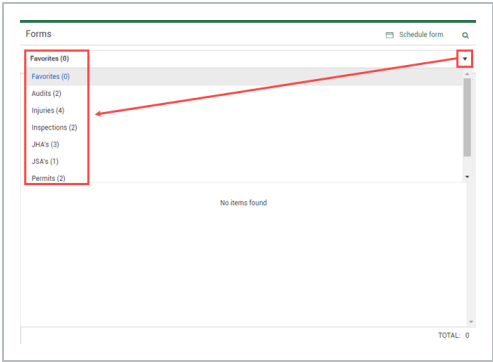 Forms
Schedule form
Favorites (0)
Favorites (0)
Audits (2)
Injuries (4)
Inspections (2)
JHA's (3)
JSA's (1)
Permits (2)
No items found
TOTAL: 0